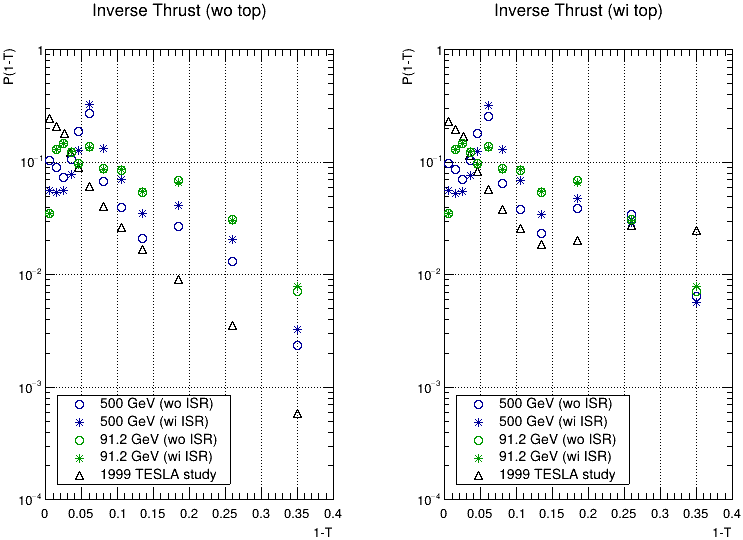 Inverse Thrust (wo top)
P(1-T)
1
10⁻¹
10⁻²
10⁻³
10⁻⁴
500 GeV (wo ISR)
500 GeV (wi ISR)
91.2 GeV (wo ISR)
91.2 GeV (wi ISR)
1999 TESLA study
0 0.05 0.1 0.15 0.2 0.25 0.3 0.35 0.4
1-T
Inverse Thrust (wi top)
P(1-T)
1
10⁻¹
10⁻²
10⁻³
10⁻⁴
500 GeV (wo ISR)
500 GeV (wi ISR)
91.2 GeV (wo ISR)
91.2 GeV (wi ISR)
1999 TESLA study
0 0.05 0.1 0.15 0.2 0.25 0.3 0.35 0.4
1-T